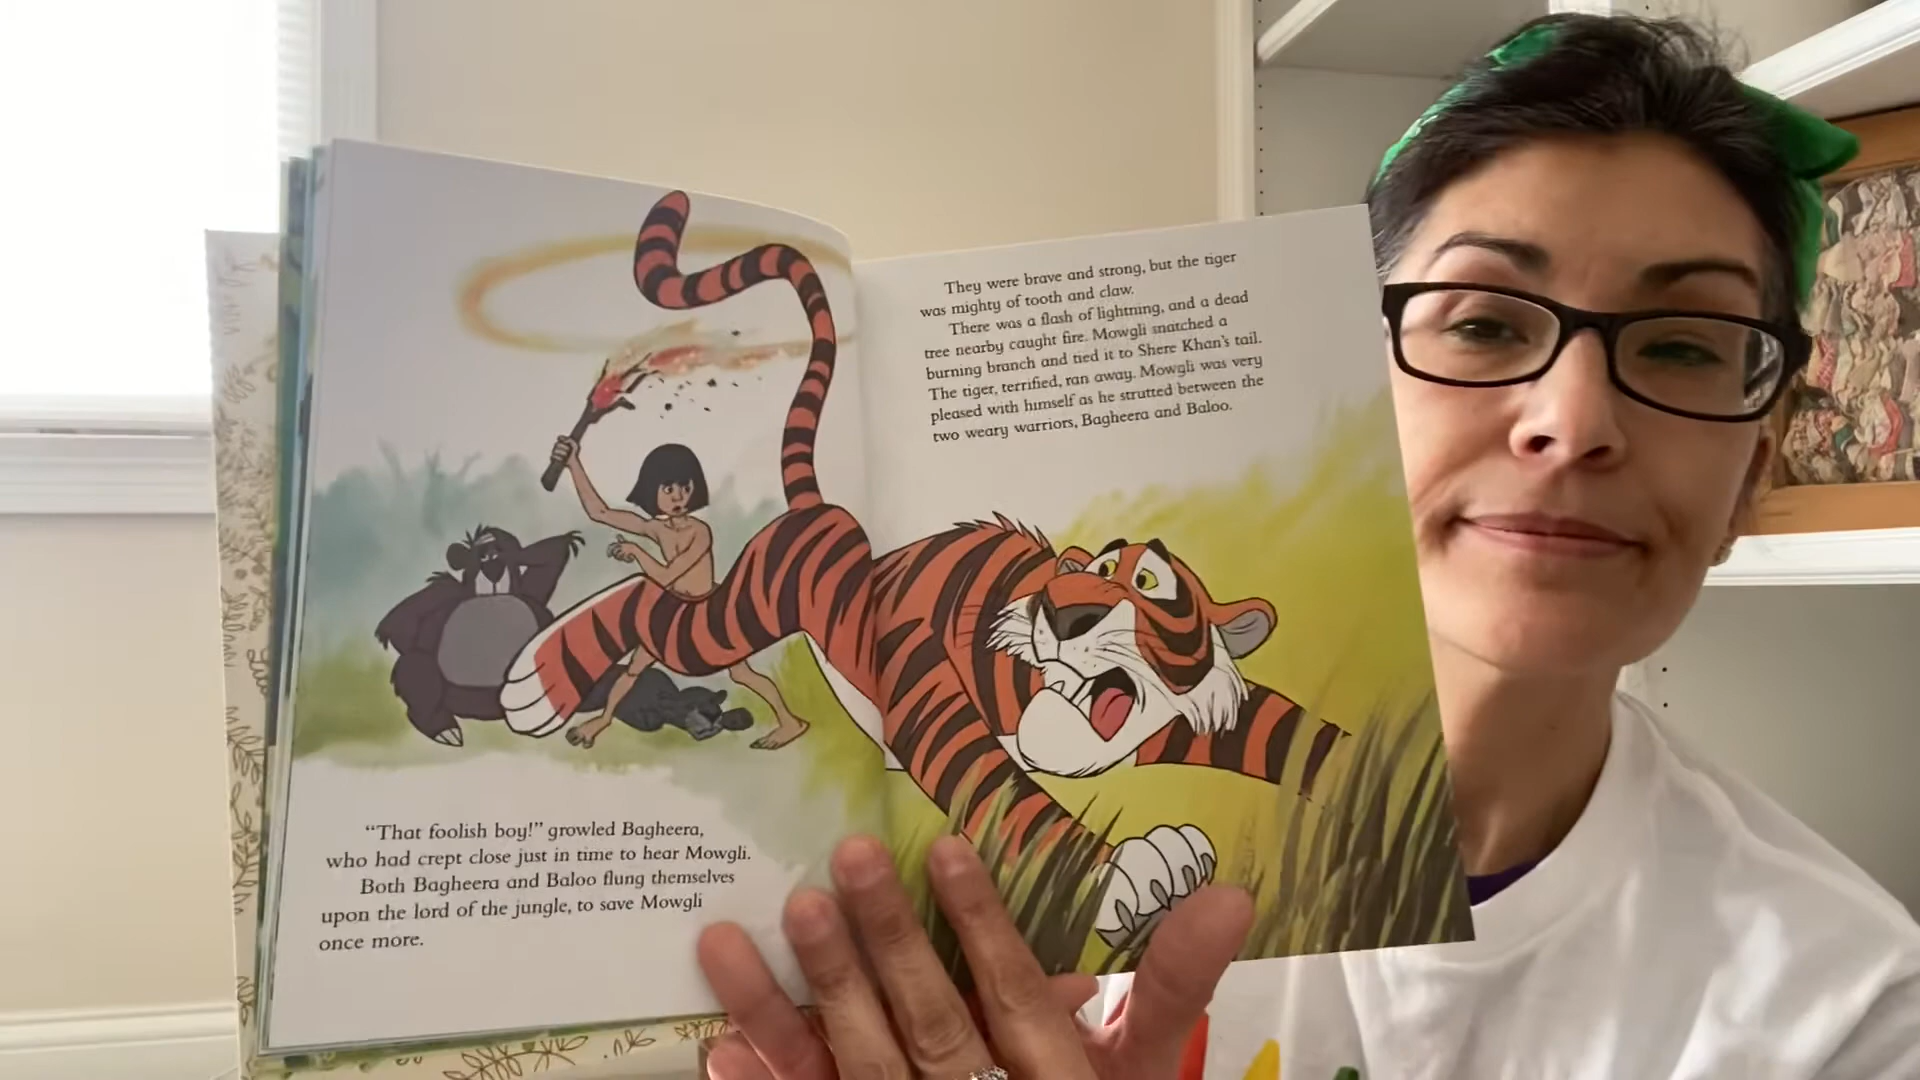 “That foolish boy!” growled Bagheera,
who had crept close just in time to hear Mowgli.
Both Bagheera and Baloo flung themselves
upon the lord of the jungle, to save Mowgli
once more.
They were brave and strong, but the tiger
was mighty of tooth and claw.
There was a flash of lightning, and a dead
tree nearby caught fire. Mowgli snatched a
burning branch and tied it to Shere Khan’s tail.
The tiger, terrified, ran away. Mowgli was very
pleased with himself as he strutted between the
two weary warriors, Bagheera and Baloo.